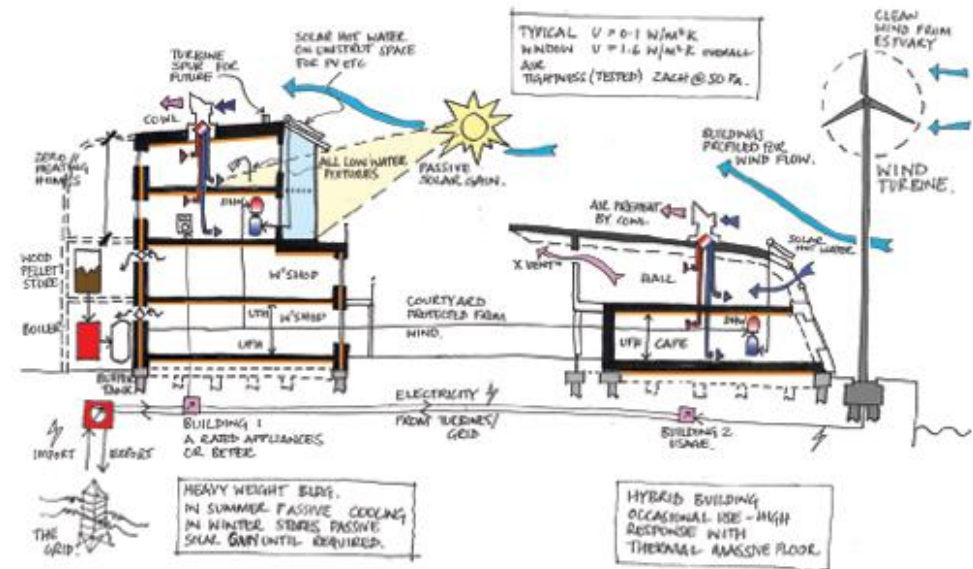 SOLAR HOT WATER
ON UNISTRUT SPACE
FOR PV ETC
TURBINE
SPUR FOR
FUTURE
COWL
ZERO
HEATING
HOMES
ALL LOW WATER
FIXTURES
PASSIVE
SOLAR GAIN.
DHW
TYPICAL U = 0.1 W/m²K
WINDOW U = 1.6 W/m²K OVERALL
AIR
TIGHTNESS (TESTED) 2ACH @ 50 Pa.
CLEAN
WIND FROM
ESTUARY
BUILDINGS
PROFILED FOR
WIND FLOW.
WIND
TURBINE.
AIR PREHEAT
BY COWL.
SOLAR
HOT WATER
X VENT
HALL
DHW
UFH
CAFE
WOOD
PELLET
STORE
BOILER
BUFFER
TANK
W'SHOP
W'SHOP
UFH
COURTYARD
PROTECTED FROM
WIND.
ELECTRICITY
FROM TURBINES/
GRID
BUILDING 1
A RATED APPLIANCES
OR BETER
BUILDING 2
USAGE.
IMPORT
EXPORT
THE
GRID.
HEAVY WEIGHT BLDG.
IN SUMMER PASSIVE COOLING
IN WINTER STORES PASSIVE
SOLAR GAIN UNTIL REQUIRED.
HYBRID BUILDING
OCCASIONAL USE - HIGH
RESPONSE WITH
THERMAL MASSIVE FLOOR